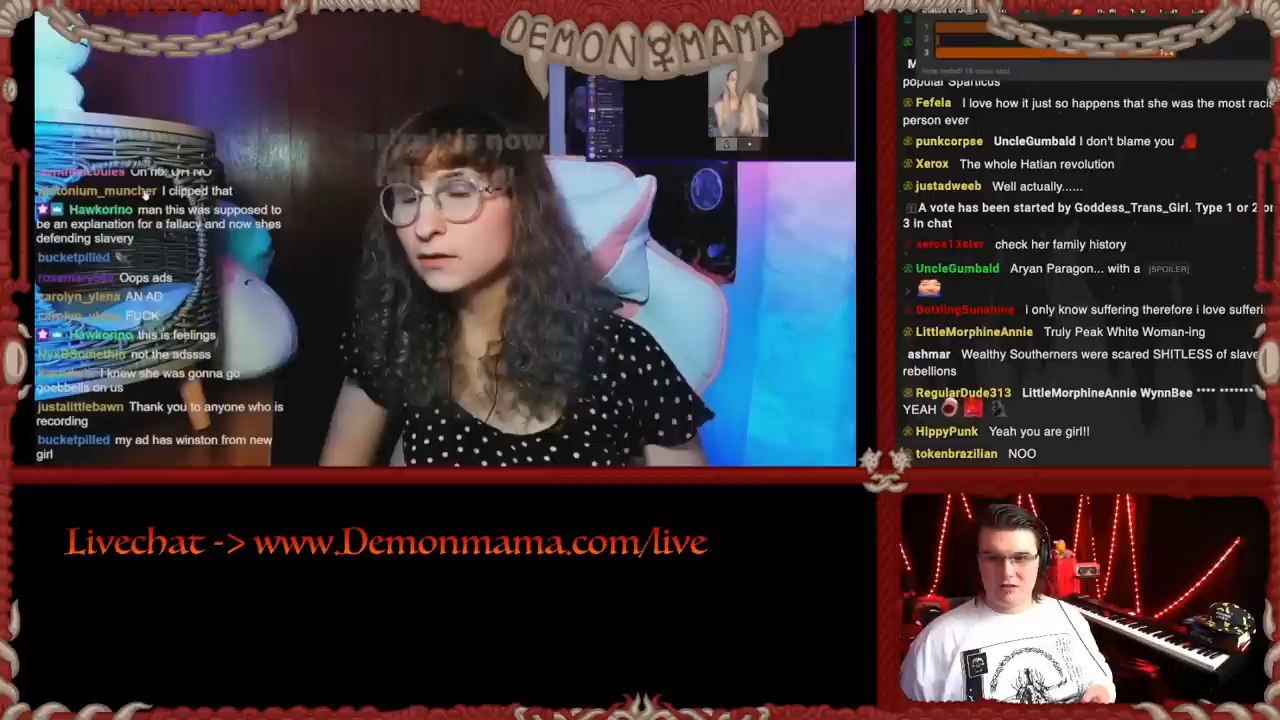 DEMON MAMA
I clipped that
Hawkorino man this was supposed to
be an explanation for a fallacy and now shes
defending slavery
bucketpilled
Oops ads
carolyn_ylena AN AD
FUCK
Hawkorino this is feelings
not the adssss
I knew she was gonna go
goebbells on us
justalittlebawn Thank you to anyone who is
recording
bucketpilled my ad has winston from new
girl
1
2
3
popular Sparticus
Fefela I love how it just so happens that she was the most
person ever
punkcorpse UncleGumbald I don't blame you
Xerox The whole Hatian revolution
justadweeb Well actually......
A vote has been started by Goddess_Trans_Girl. Type 1 or 2 or
3 in chat
xerox13sier check her family history
UncleGumbald Aryan Paragon... with a [SPOILER]
BottlingSunshine i only know suffering therefore i love
LittleMorphineAnnie Truly Peak White Woman-ing
ashmar Wealthy Southerners were scared SHITLESS of slave
rebellions
RegularDude313 LittleMorphineAnnie WynnBee **** *******
YEAH
HippyPunk Yeah you are girl!!
tokenbrazilian NOO
Livechat -> www.Demonmama.com/live